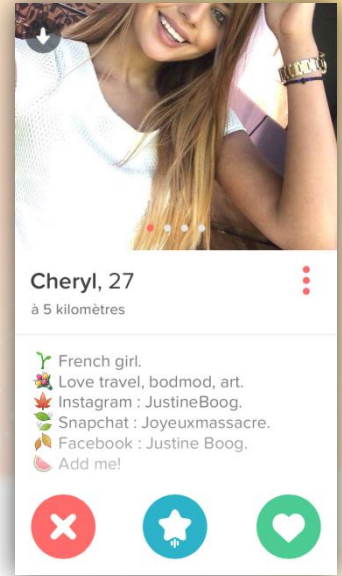 Cheryl, 27
à 5 kilomètres
French girl.
Love travel, bodmod, art.
Instagram : JustineBoog.
Snapchat : Joyeuxmassacre.
Facebook : Justine Boog.
Add me!